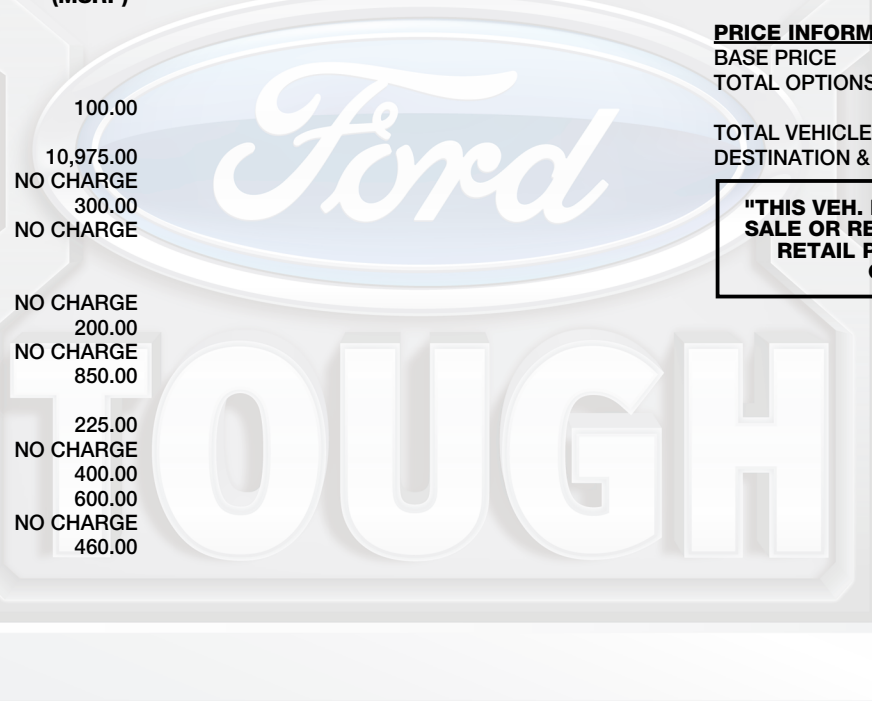 (MSRP)
100.00
10,975.00
NO CHARGE
300.00
NO CHARGE
NO CHARGE
200.00
NO CHARGE
850.00
225.00
NO CHARGE
400.00
600.00
NO CHARGE
460.00
PRICE INFORM
BASE PRICE
TOTAL OPTIONS
TOTAL VEHICLE
DESTINATION &
"THIS VEH.
SALE OR RE
RETAIL P
Ford
TOUGH